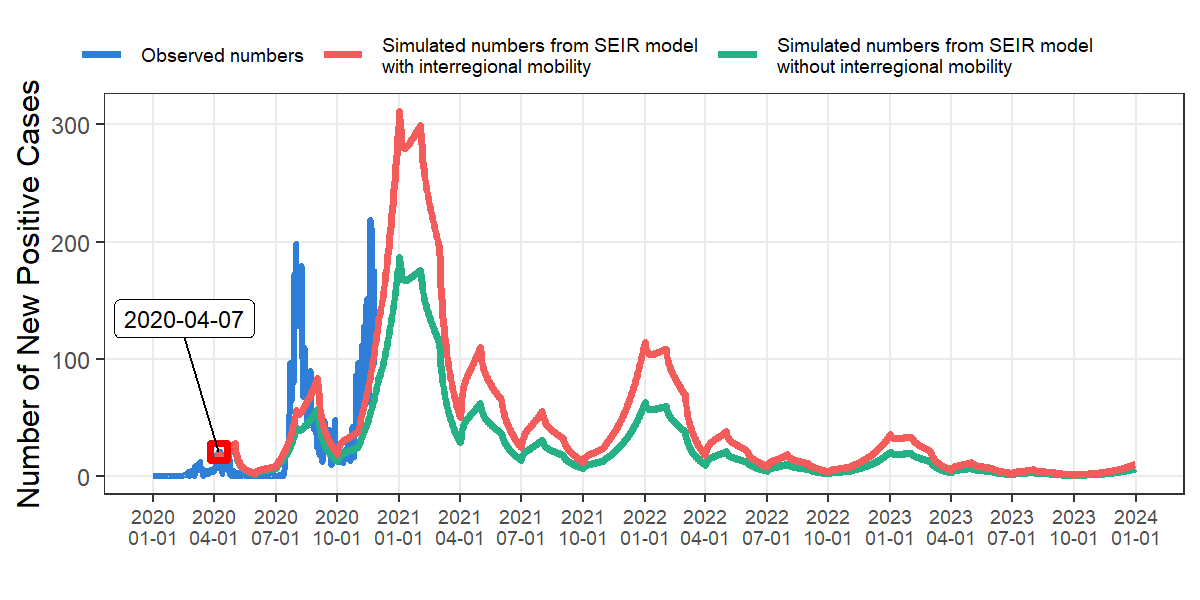 Observed numbers
Simulated numbers from SEIR model
with interregional mobility
Simulated numbers from SEIR model
without interregional mobility
Number of New Positive Cases
300
200
100
0
2020-04-07
2020 2020 2020 2020 2021 2021 2021 2021 2022 2022 2022 2022 2023 2023 2023 2023 2024
01-01 04-01 07-01 10-01 01-01 04-01 07-01 10-01 01-01 04-01 07-01 10-01 01-01 04-01 07-01 10-01 01-01